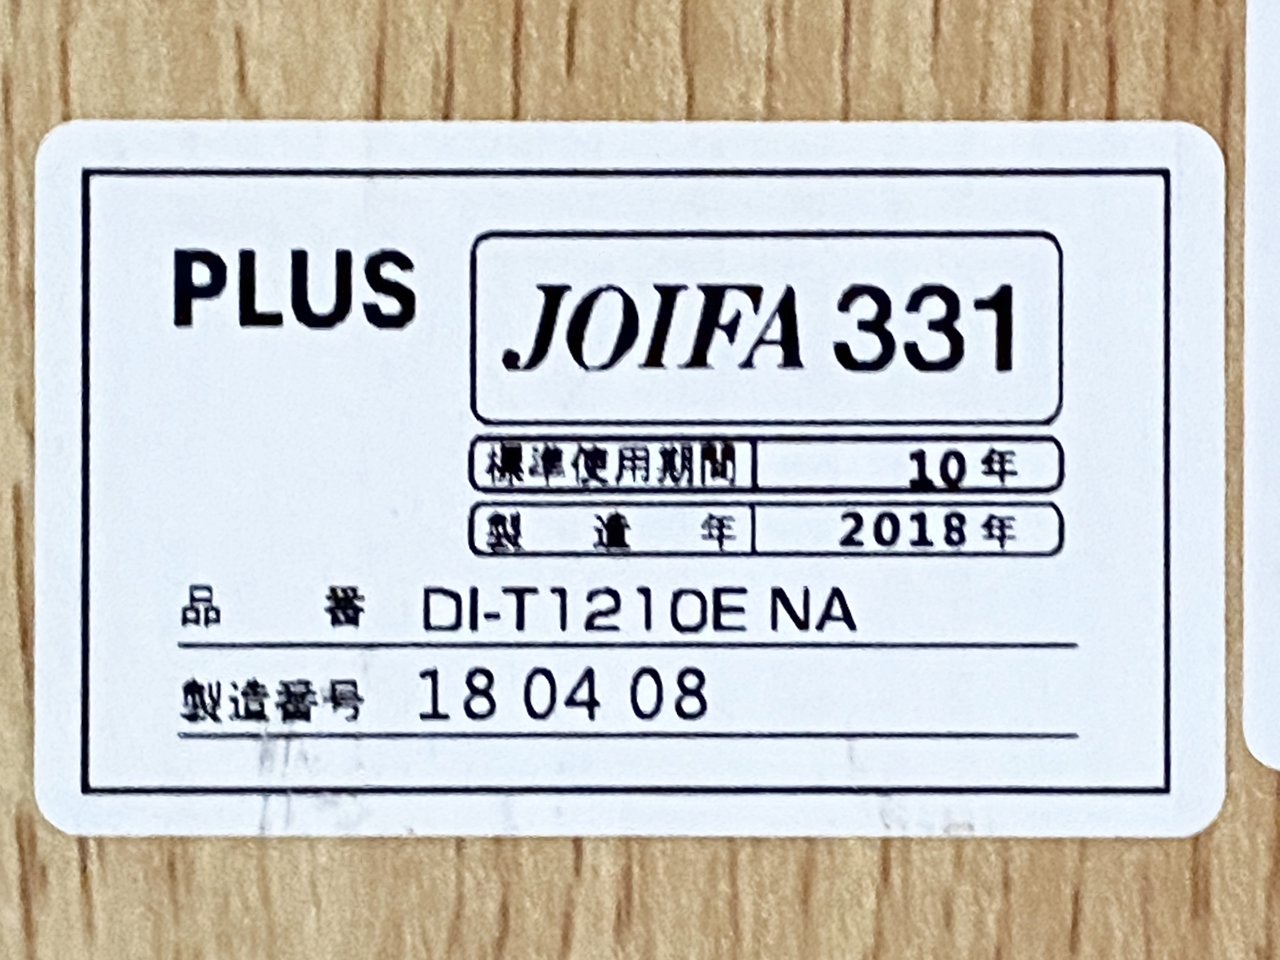 PLUS
JOIFA 331
標準使用期間 10年
製造年 2018年
品番 DI-T1210E NA
製造番号 18 04 08